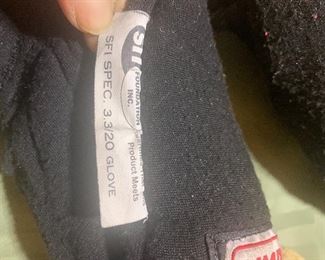 sfi
FOUNDATION
INC.
Product Meets
SFI SPEC. 3.3/20 GLOVE